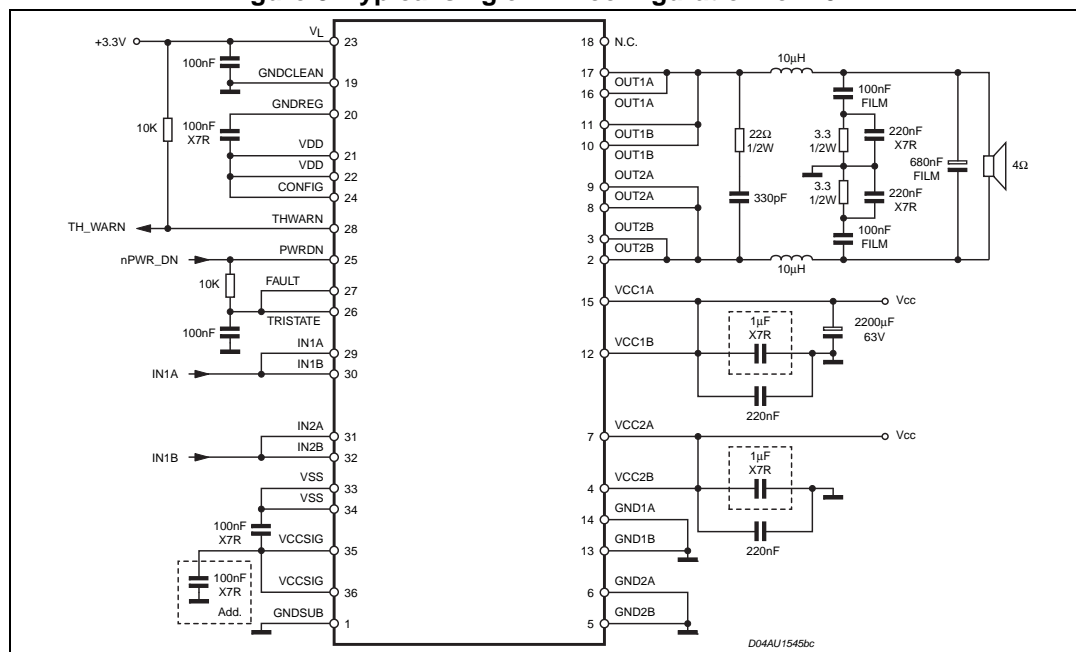 +3.3V
VL
23
100nF
GNDCLEAN
19
GNDREG
20
10K
100nF
X7R
VDD
21
VDD
22
CONFIG
24
TH_WARN
THWARN
28
nPWR_DN
PWRDN
25
10K
FAULT
27
26
TRISTATE
100nF
IN1A
29
IN1B
IN1A
30
IN2A
31
IN2B
IN1B
32
VSS
33
VSS
34
100nF
X7R
VCCSIG
35
100nF
X7R
Add.
VCCSIG
36
GNDSUB
1
18 N.C.
17
OUT1A
16
OUT1A
11
OUT1B
10
OUT1B
OUT2A
9
OUT2A
8
OUT2B
3
OUT2B
2
10µH
22Ω
1/2W
330pF
10µH
100nF
FILM
3.3
1/2W
220nF
X7R
3.3
1/2W
220nF
X7R
100nF
FILM
680nF
FILM
4Ω
VCC1A
15
Vcc
1µF
X7R
2200µF
63V
VCC1B
12
220nF
VCC2A
7
Vcc
1µF
X7R
VCC2B
4
220nF
GND1A
14
GND1B
13
GND2A
6
GND2B
5
D04AU1545bc